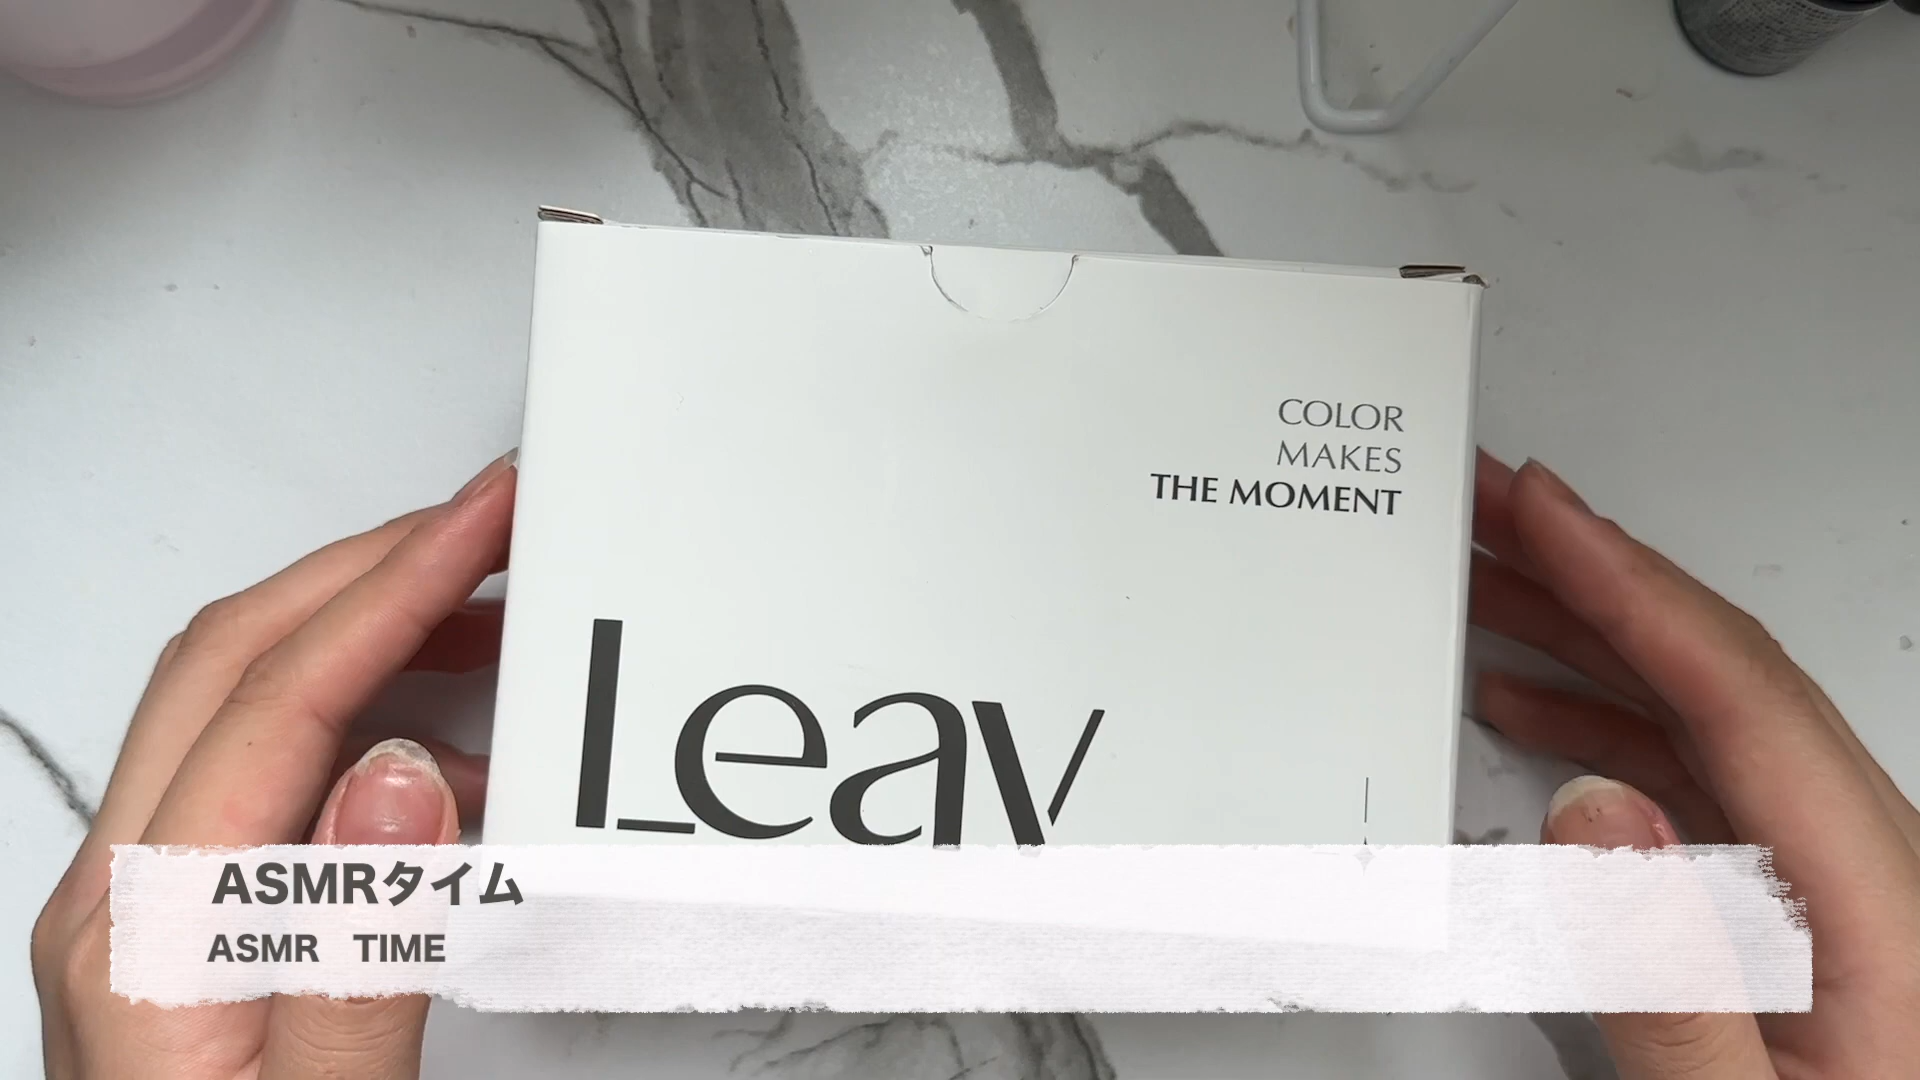 COLOR
MAKES
THE MOMENT
Leav
ASMRタイム
ASMR TIME